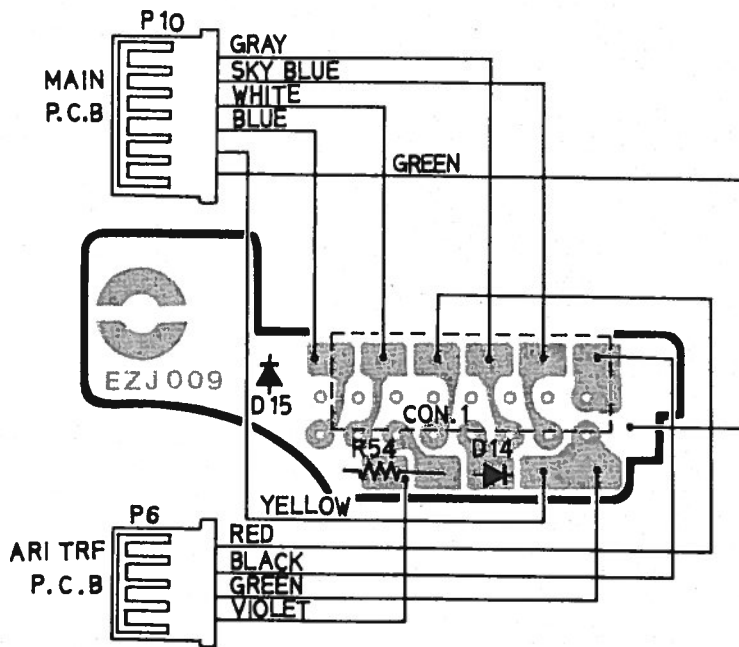 P10
MAIN
P.C.B
GRAY
SKY BLUE
WHITE
BLUE
GREEN
EZJ009
D15
CON.1
R54
D14
YELLOW
P6
ARI TRF
P.C.B
RED
BLACK
GREEN
VIOLET